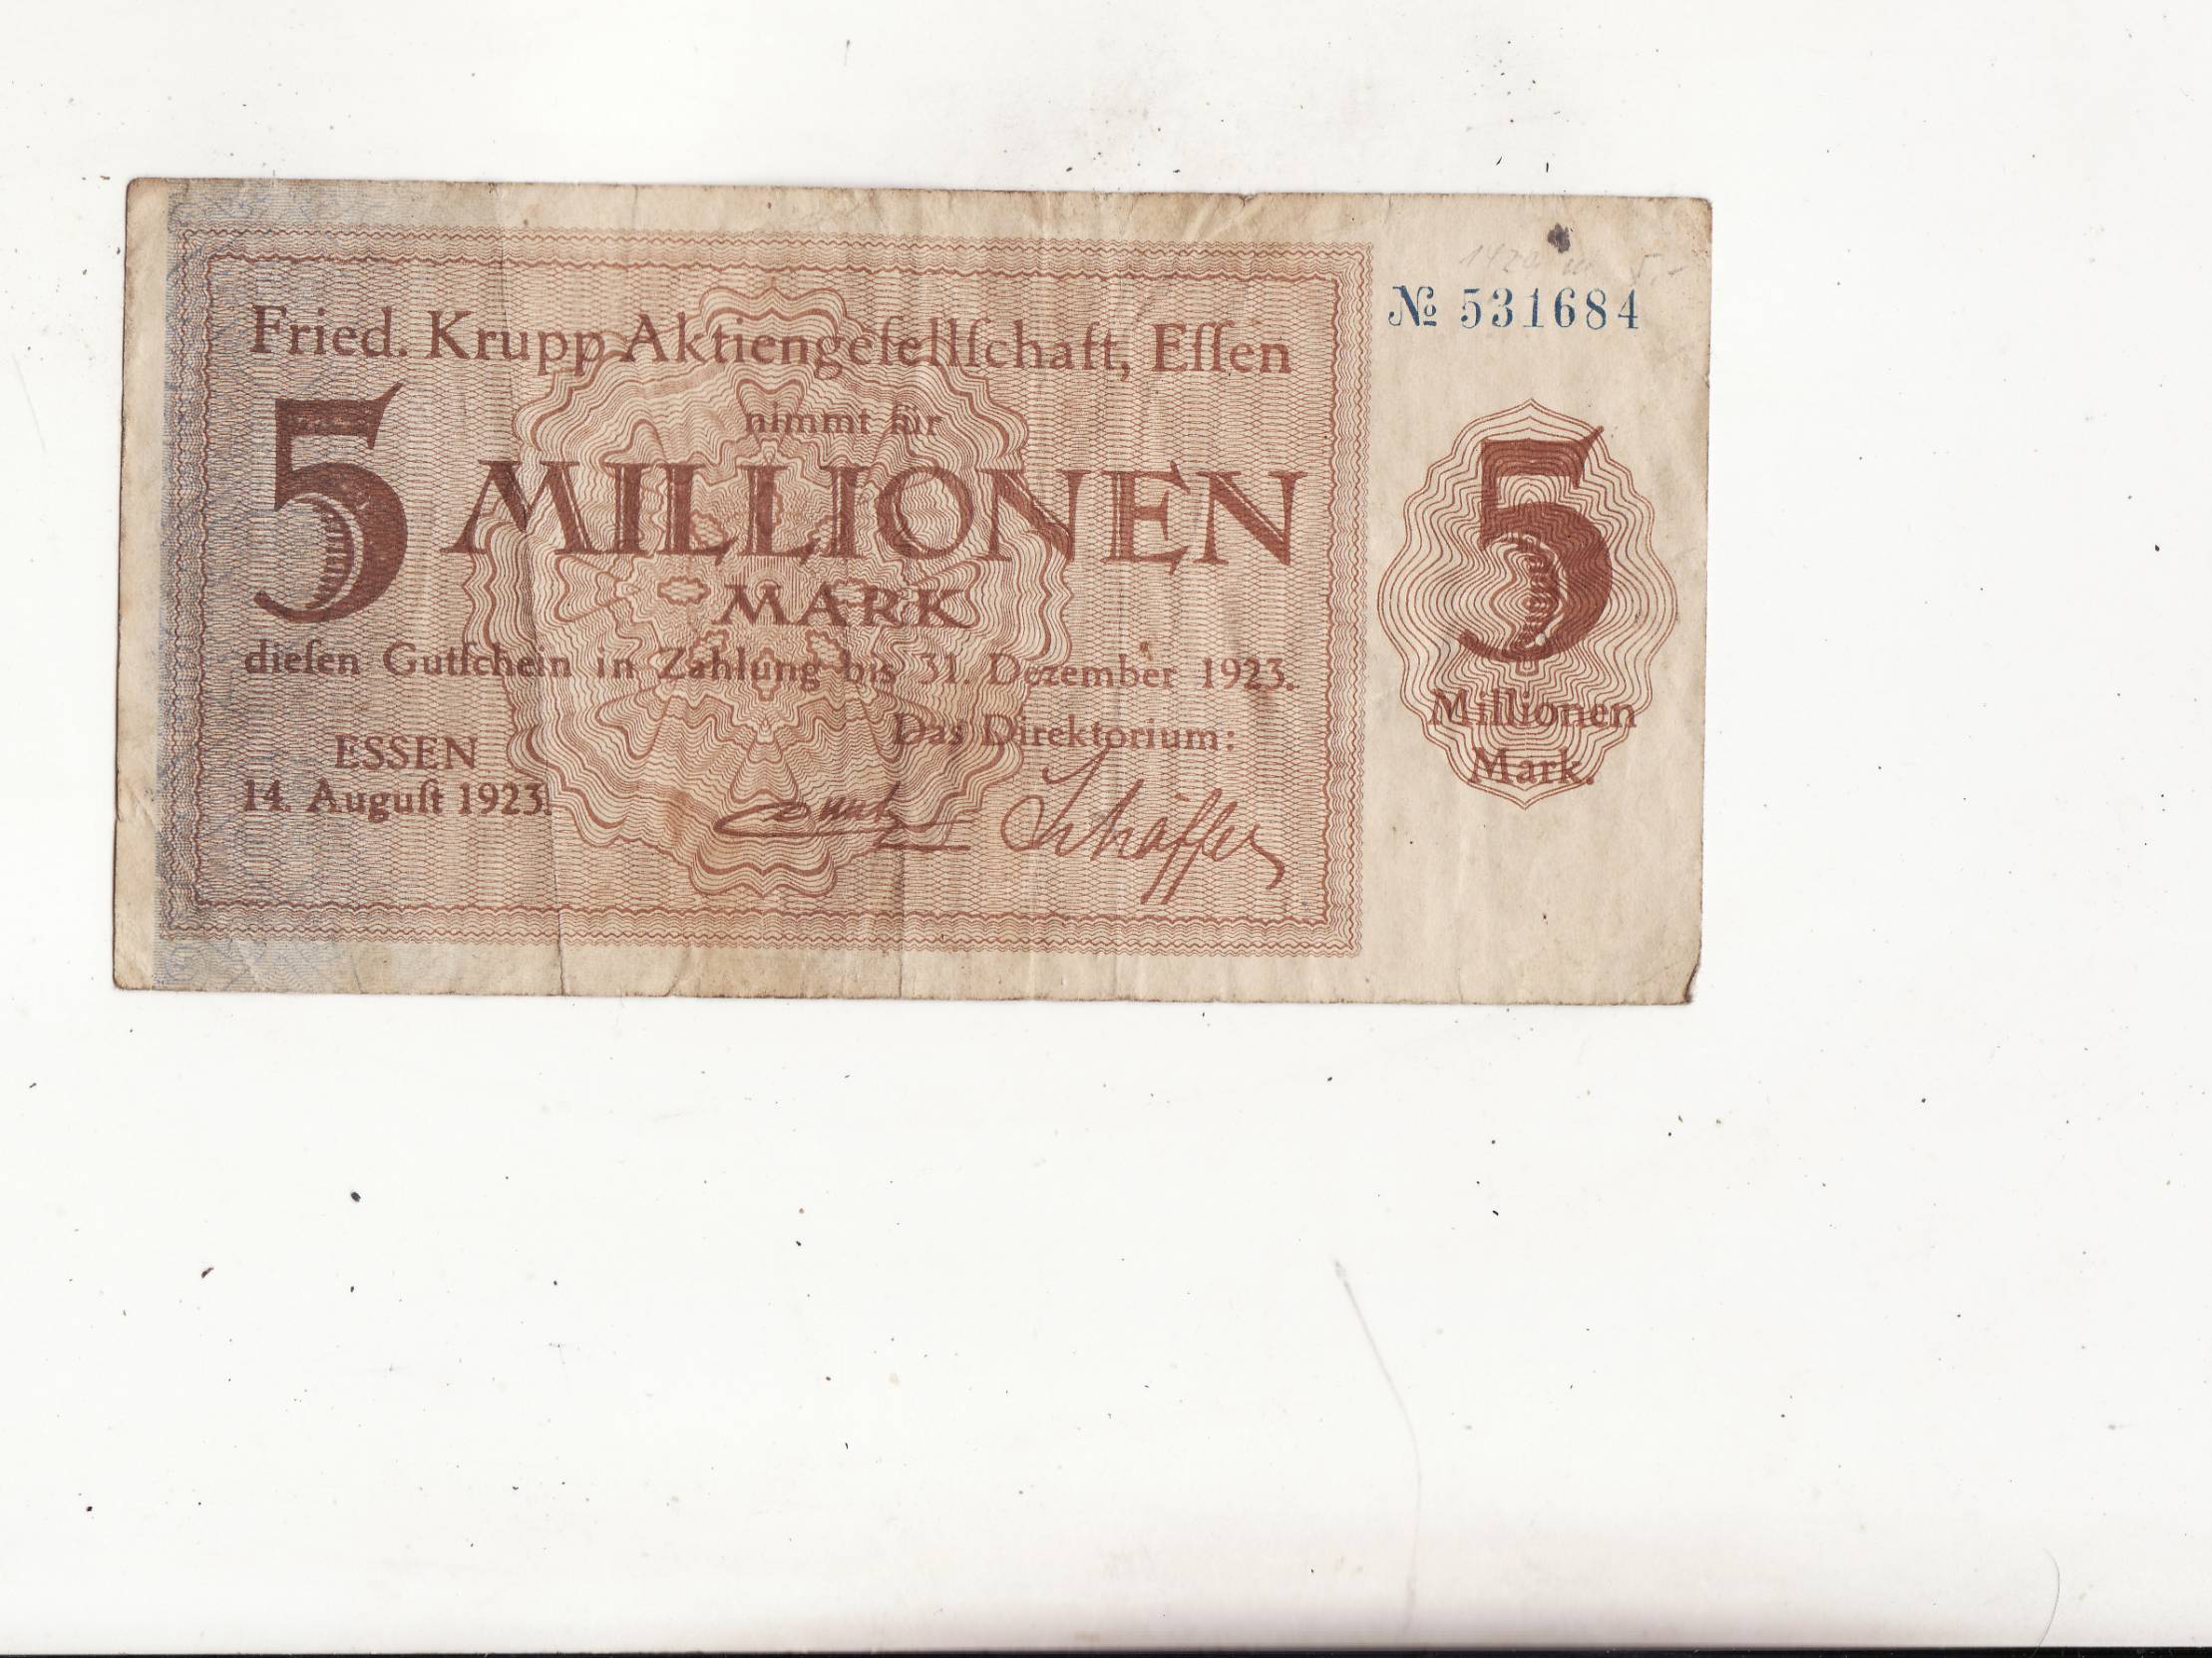 Fried. Krupp Aktiengeſellſchaft, Eſſen
nimmt für
5 MILLIONEN
MARK
dieſen Gutſchein in Zahlung bis 31. Dezember 1923.
Das Direktorium:
ESSEN
14. Auguſt 1923.
Schäffer
№ 531684
5
Millionen
Mark.